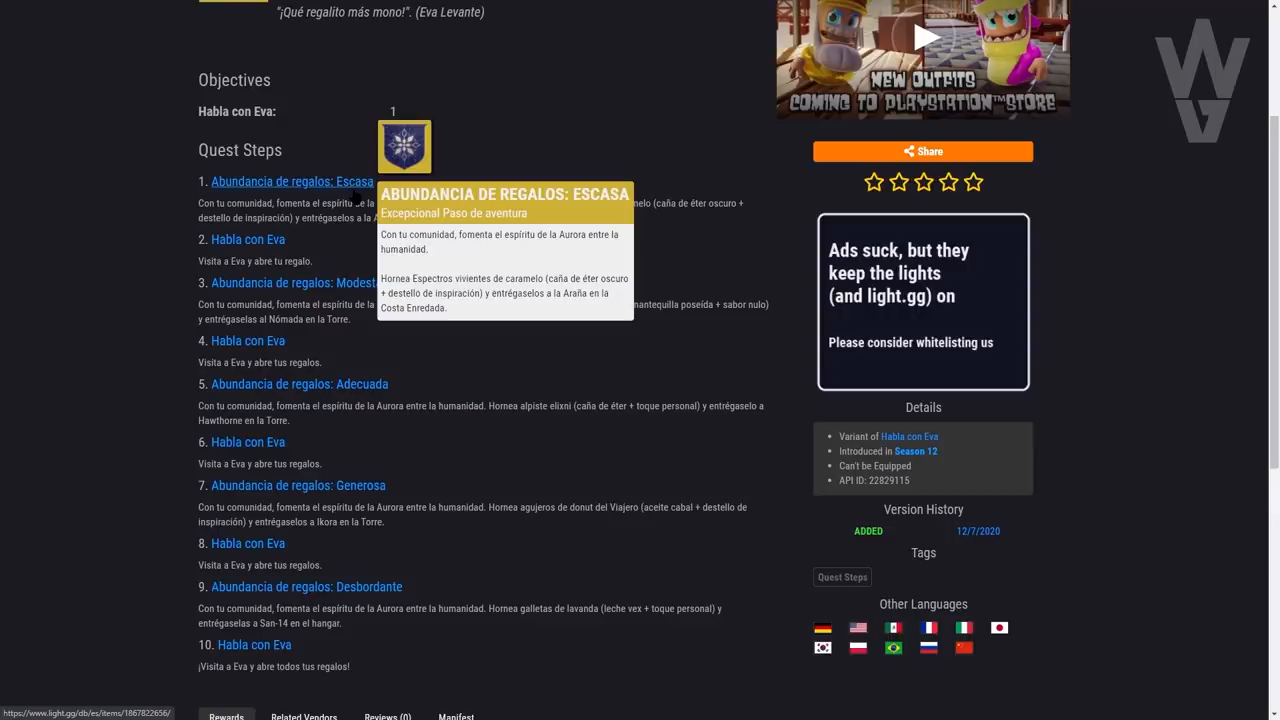 "¡Qué regalito más mono!". (Eva Levante)
Objectives
Habla con Eva: 1
Quest Steps
1. Abundancia de regalos: Escasa
Con tu comunidad, fomenta el espíritu de la
melo (caña de éter oscuro +
destello de inspiración) y entrégaselos a la A
ABUNDANCIA DE REGALOS: ESCASA
Excepcional Paso de aventura
Con tu comunidad, fomenta el espíritu de la Aurora entre la
humanidad.
Hornea Espectros vivientes de caramelo (caña de éter oscuro
+ destello de inspiración) y entrégaselos a la Araña en la
Costa Enredada.
2. Habla con Eva
Visita a Eva y abre tu regalo.
3. Abundancia de regalos: Modest
Con tu comunidad, fomenta el espíritu de la
mantequilla poseída + sabor nulo)
y entrégaselas al Nómada en la Torre.
4. Habla con Eva
Visita a Eva y abre tus regalos.
5. Abundancia de regalos: Adecuada
Con tu comunidad, fomenta el espíritu de la Aurora entre la humanidad. Hornea alpiste elixni (caña de éter + toque personal) y entrégaselo a
Hawthorne en la Torre.
6. Habla con Eva
Visita a Eva y abre tus regalos.
7. Abundancia de regalos: Generosa
Con tu comunidad, fomenta el espíritu de la Aurora entre la humanidad. Hornea agujeros de donut del Viajero (aceite cabal + destello de
inspiración) y entrégaselos a Ikora en la Torre.
8. Habla con Eva
Visita a Eva y abre tus regalos.
9. Abundancia de regalos: Desbordante
Con tu comunidad, fomenta el espíritu de la Aurora entre la humanidad. Hornea galletas de lavanda (leche vex + toque personal) y
entrégaselas a San-14 en el hangar.
10. Habla con Eva
¡Visita a Eva y abre todos tus regalos!
Rewards Related Vendors Reviews (0) Manifest
https://www.light.gg/db/es/items/1867822656/
NEW OUTFITS
COMING TO PLAYSTATION™STORE
WG
Share
Ads suck, but they
keep the lights
(and light.gg) on
Please consider whitelisting us
Details
Variant of Habla con Eva
Introduced in Season 12
Can't be Equipped
API ID: 22829115
Version History
ADDED 12/7/2020
Tags
Quest Steps
Other Languages